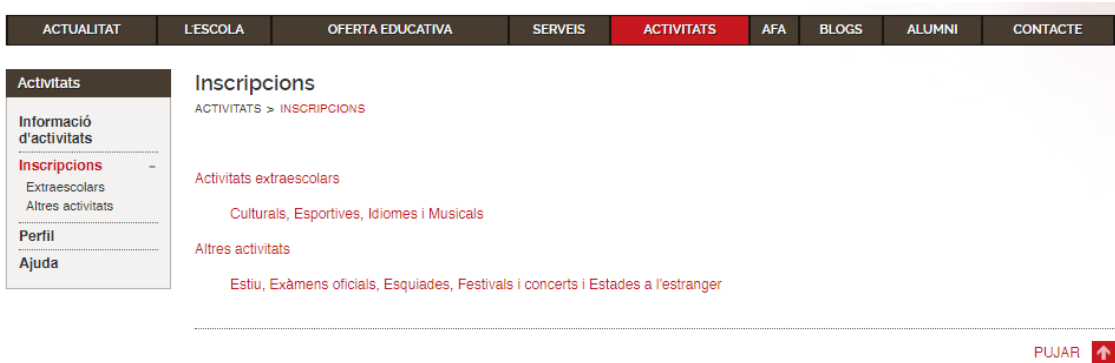 ACTUALITAT L'ESCOLA OFERTA EDUCATIVA SERVEIS ACTIVITATS AFA BLOGS ALUMNI CONTACTE
Activitats
Informació
d'activitats
Inscripcions -
Extraescolars
Altres activitats
Perfil
Ajuda
Inscripcions
ACTIVITATS > INSCRIPCIONS
Activitats extraescolars
Culturals, Esportives, Idiomes i Musicals
Altres activitats
Estiu, Exàmens oficials, Esquiades, Festivals i concerts i Estades a l'estranger
PUJAR